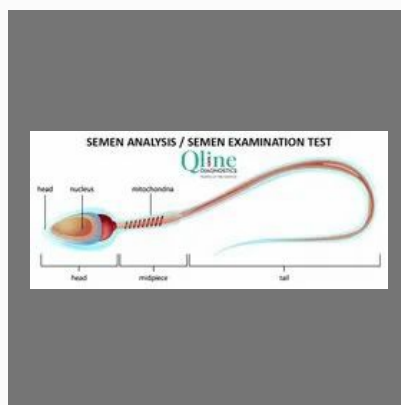 SEMEN ANALYSIS / SEMEN EXAMINATION TEST
Qline
DIAGNOSTICS
head nucleus mitochondria
head midpiece tail